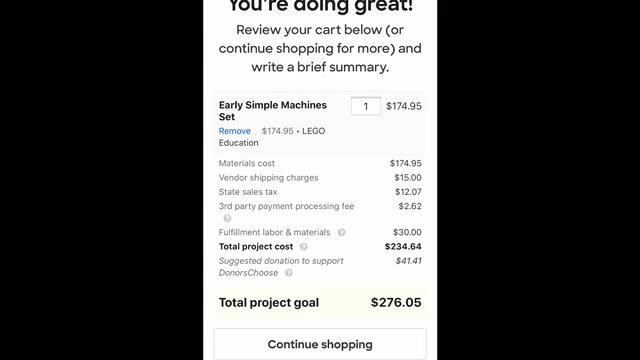 You're doing great!
Review your cart below (or
continue shopping for more) and
write a brief summary.
Early Simple Machines 1 $174.95
Set
Remove $174.95 • LEGO
Education
Materials cost $174.95
Vendor shipping charges $15.00
State sales tax $12.07
3rd party payment processing fee $2.62
?
Fulfillment labor & materials ? $30.00
Total project cost ? $234.64
Suggested donation to support $41.41
DonorsChoose ?
Total project goal $276.05
Continue shopping